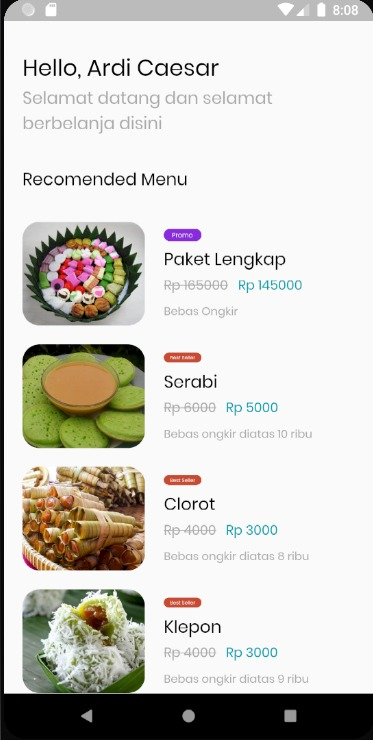 8:08
Hello, Ardi Caesar
Selamat datang dan selamat
berbelanja disini
Recomended Menu
Promo
Paket Lengkap
Rp 165000 Rp 145000
Bebas Ongkir
Best Seller
Serabi
Rp 6000 Rp 5000
Bebas ongkir diatas 10 ribu
Best Seller
Clorot
Rp 4000 Rp 3000
Bebas ongkir diatas 8 ribu
Best Seller
Klepon
Rp 4000 Rp 3000
Bebas ongkir diatas 9 ribu